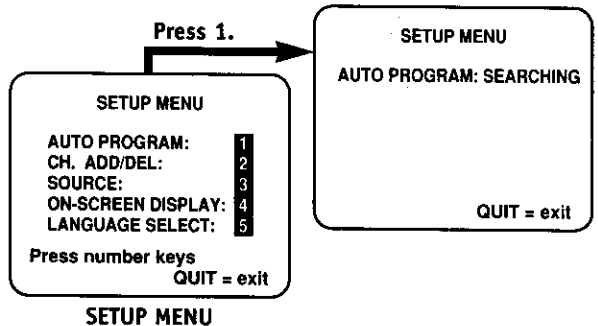 Press 1.
SETUP MENU
AUTO PROGRAM: 1
CH. ADD/DEL: 2
SOURCE: 3
ON-SCREEN DISPLAY: 4
LANGUAGE SELECT: 5
Press number keys
QUIT = exit
SETUP MENU
SETUP MENU
AUTO PROGRAM: SEARCHING
QUIT = exit